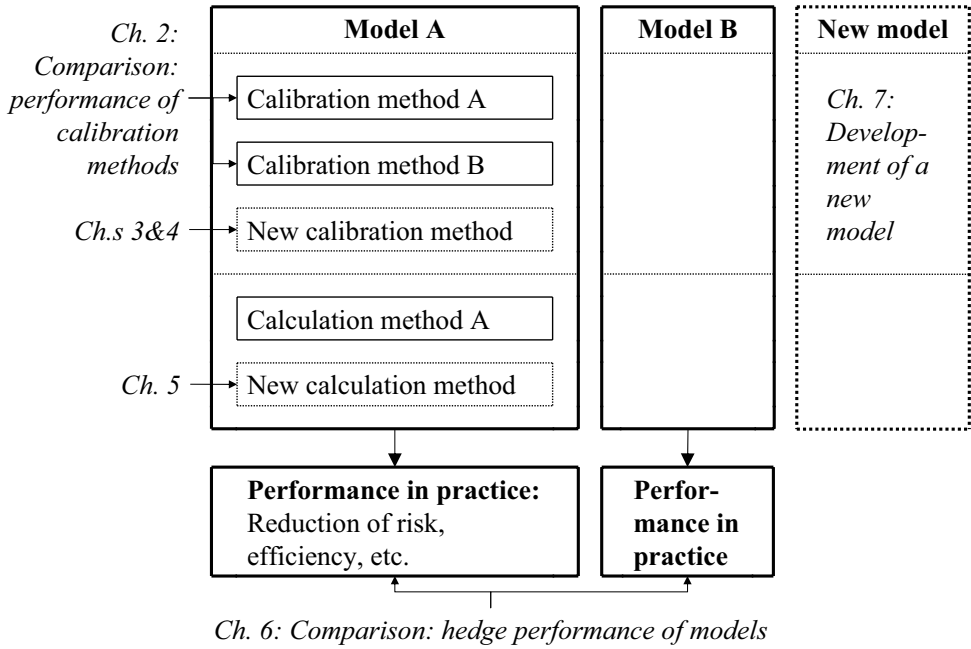 Ch. 2:
Comparison:
performance of
calibration
methods
Ch.s 3&4
Ch. 5
Model A
Calibration method A
Calibration method B
New calibration method
Calculation method A
New calculation method
Model B
New model
Ch. 7:
Develop-
ment of a
new
model
Performance in practice:
Reduction of risk,
efficiency, etc.
Perfor-
mance in
practice
Ch. 6: Comparison: hedge performance of models